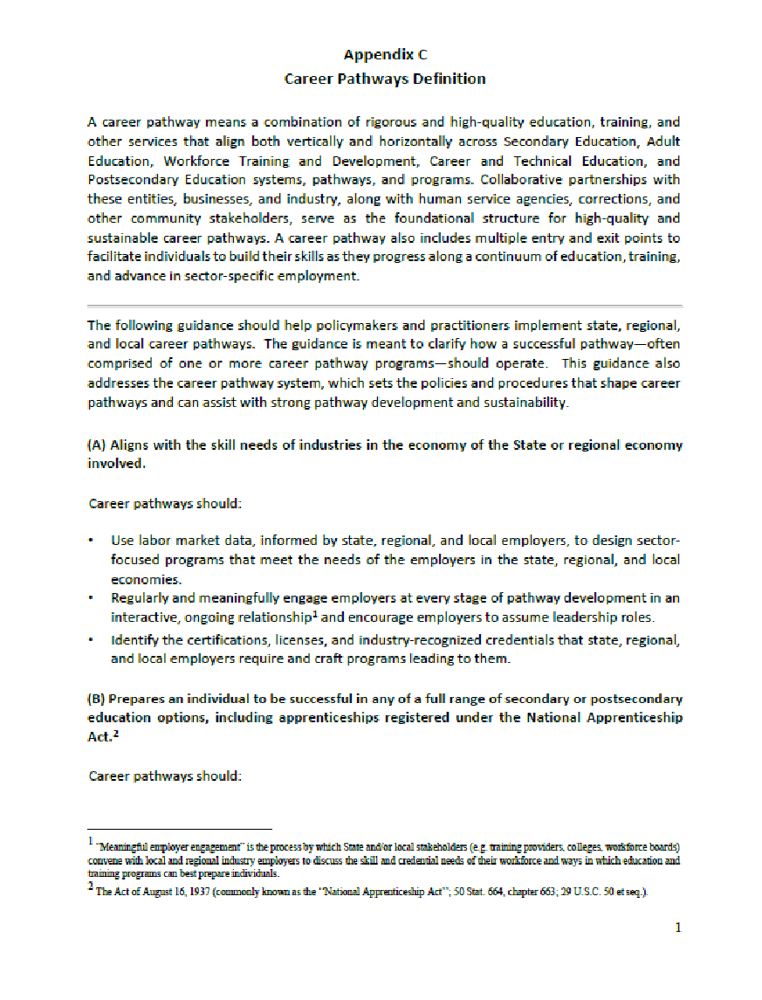 Appendix C
Career Pathways Definition
A career pathway means a combination of rigorous and high-quality education, training, and
other services that align both vertically and horizontally across Secondary Education, Adult
Education, Workforce Training and Development, Career and Technical Education, and
Postsecondary Education systems, pathways, and programs. Collaborative partnerships with
these entities, businesses, and industry, along with human service agencies, corrections, and
other community stakeholders, serve as the foundational structure for high-quality and
sustainable career pathways. A career pathway also includes multiple entry and exit points to
facilitate individuals to build their skills as they progress along a continuum of education, training,
and advance in sector-specific employment.
The following guidance should help policymakers and practitioners implement state, regional,
and local career pathways.  The guidance is meant to clarify how a successful pathway—often
comprised of one or more career pathway programs—should operate.  This guidance also
addresses the career pathway system, which sets the policies and procedures that shape career
pathways and can assist with strong pathway development and sustainability.
(A) Aligns with the skill needs of industries in the economy of the State or regional economy
involved.
Career pathways should:
• Use labor market data, informed by state, regional, and local employers, to design sector-
focused programs that meet the needs of the employers in the state, regional, and local
economies.
• Regularly and meaningfully engage employers at every stage of pathway development in an
interactive, ongoing relationship1 and encourage employers to assume leadership roles.
• Identify the certifications, licenses, and industry-recognized credentials that state, regional,
and local employers require and craft programs leading to them.
(B) Prepares an individual to be successful in any of a full range of secondary or postsecondary
education options, including apprenticeships registered under the National Apprenticeship
Act.2
Career pathways should:
1 "Meaningful employer engagement" is the process by which State and/or local stakeholders (e.g. training providers, colleges, workforce boards)
convene with local and regional industry employers to discuss the skill and credential needs of their workforce and ways in which education and
training programs can best prepare individuals.
2 The Act of August 16, 1937 (commonly known as the ''National Apprenticeship Act''; 50 Stat. 664, chapter 663; 29 U.S.C. 50 et seq.).
1